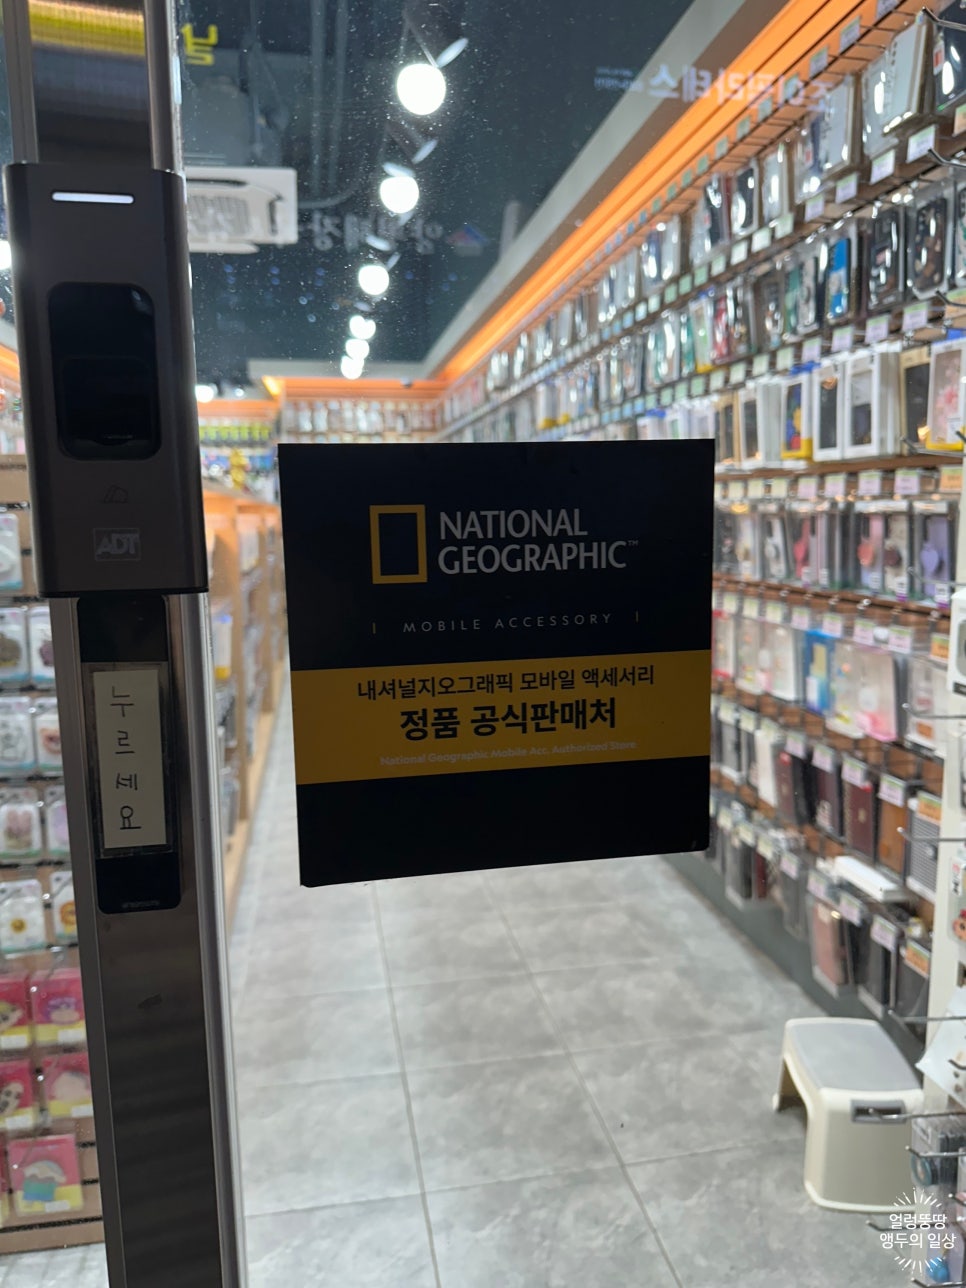 NATIONAL
GEOGRAPHIC™
MOBILE ACCESSORY
내셔널지오그래픽 모바일 액세서리
정품 공식판매처
National Geographic Mobile Acc. Authorized Store
ADT
누르세요
얼렁뚱땅
앵두의 일상